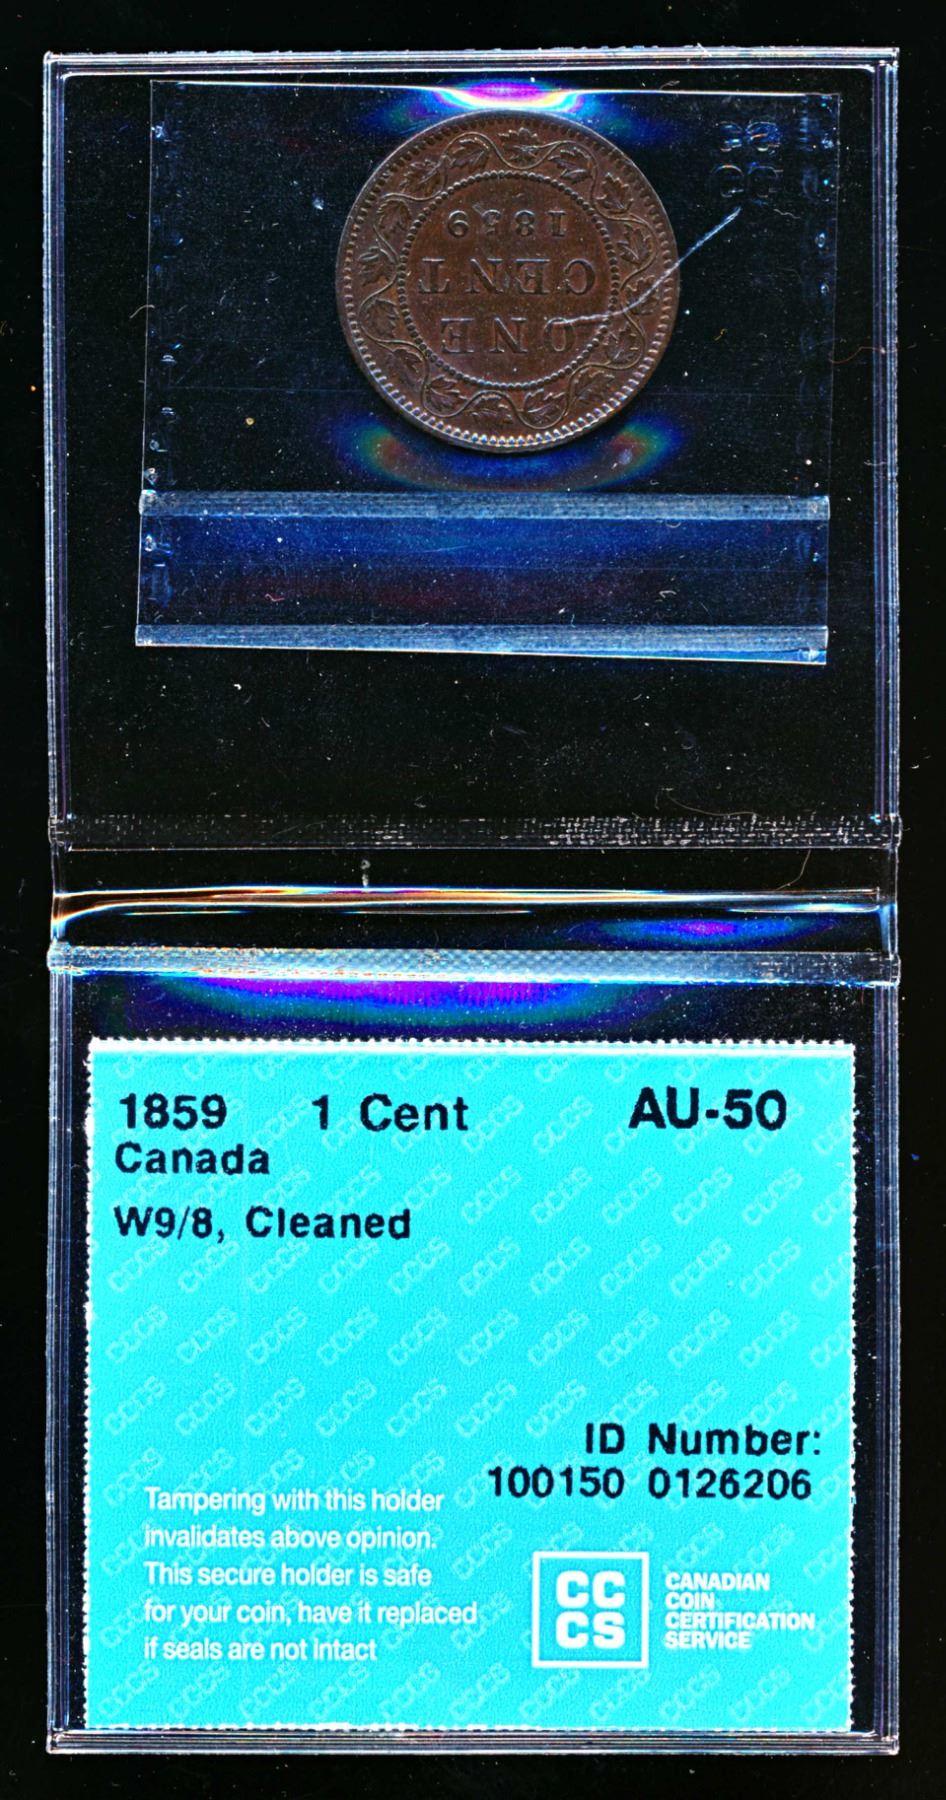 ONE
CENT
1859
1859 1 Cent AU-50
Canada
W9/8, Cleaned
ID Number:
100150 0126206
Tampering with this holder
invalidates above opinion.
This secure holder is safe
for your coin, have it replaced
if seals are not intact
CC
CS
CANADIAN
COIN
CERTIFICATION
SERVICE